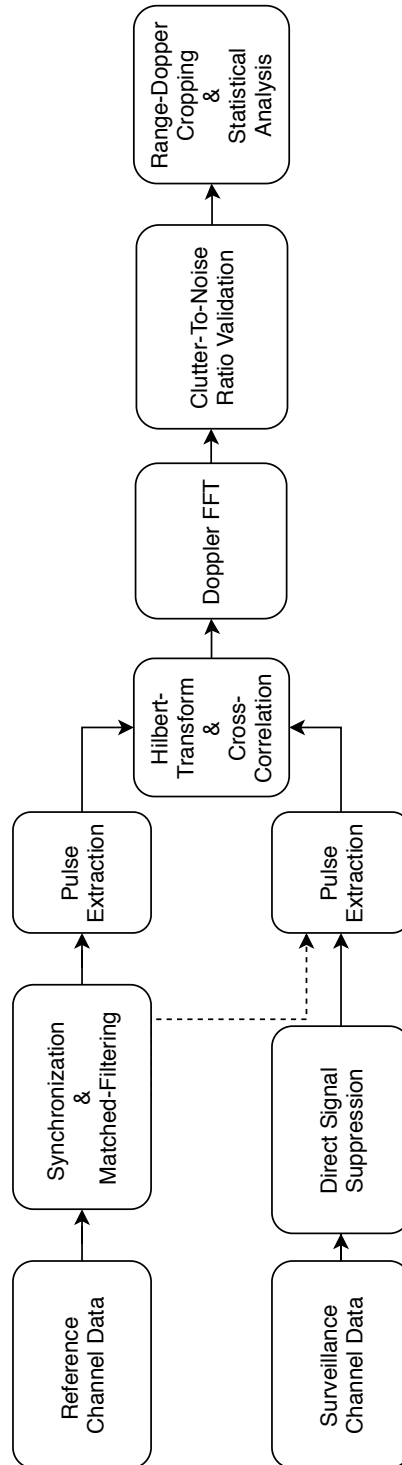 Reference
Channel Data
Synchronization
&
Matched-Filtering
Pulse
Extraction
Surveillance
Channel Data
Direct Signal
Suppression
Pulse
Extraction
Hilbert-
Transform
&
Cross-
Correlation
Doppler FFT
Clutter-To-Noise
Ratio Validation
Range-Dopper
Cropping
&
Statistical
Analysis